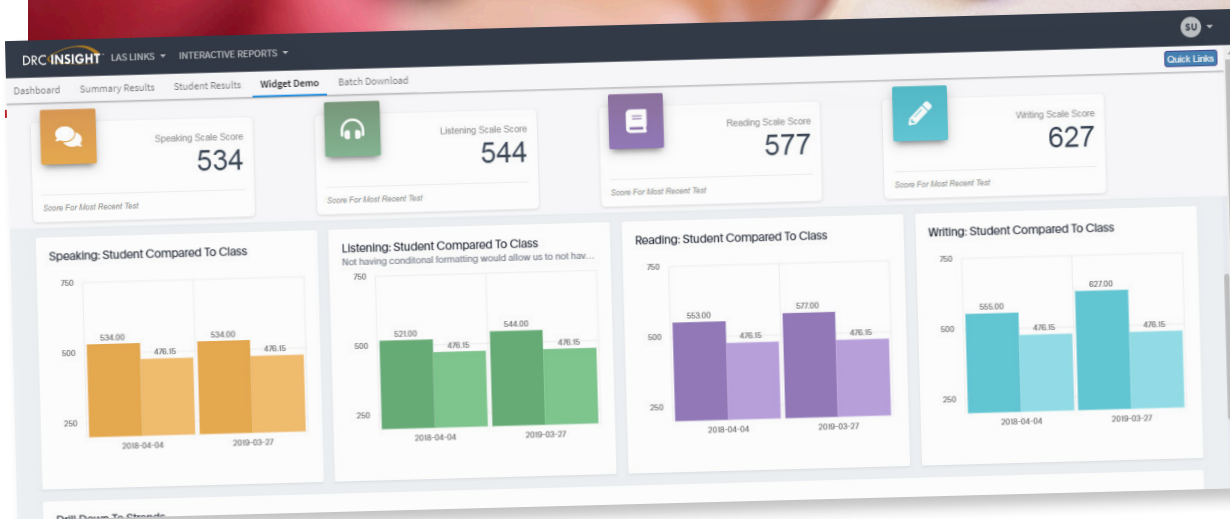 SU
DRC INSIGHT LAS LINKS INTERACTIVE REPORTS
Quick Links
Dashboard Summary Results Student Results Widget Demo Batch Download
Speaking Scale Score
534
Score For Most Recent Test
Listening Scale Score
544
Score For Most Recent Test
Reading Scale Score
577
Score For Most Recent Test
Writing Scale Score
627
Score For Most Recent Test
Speaking: Student Compared To Class
750
534.00 476.15 534.00 476.15
500
250
2018-04-04 2019-03-27
Listening: Student Compared To Class
Not having conditonal formatting would allow us to not hav...
750
521.00 476.15 544.00 476.15
500
250
2018-04-04 2019-03-27
Reading: Student Compared To Class
750
553.00 476.15 577.00 476.15
500
250
2018-04-04 2019-03-27
Writing: Student Compared To Class
750
555.00 476.15 627.00 476.15
500
250
2018-04-04 2019-03-27
Drill Down To Strands